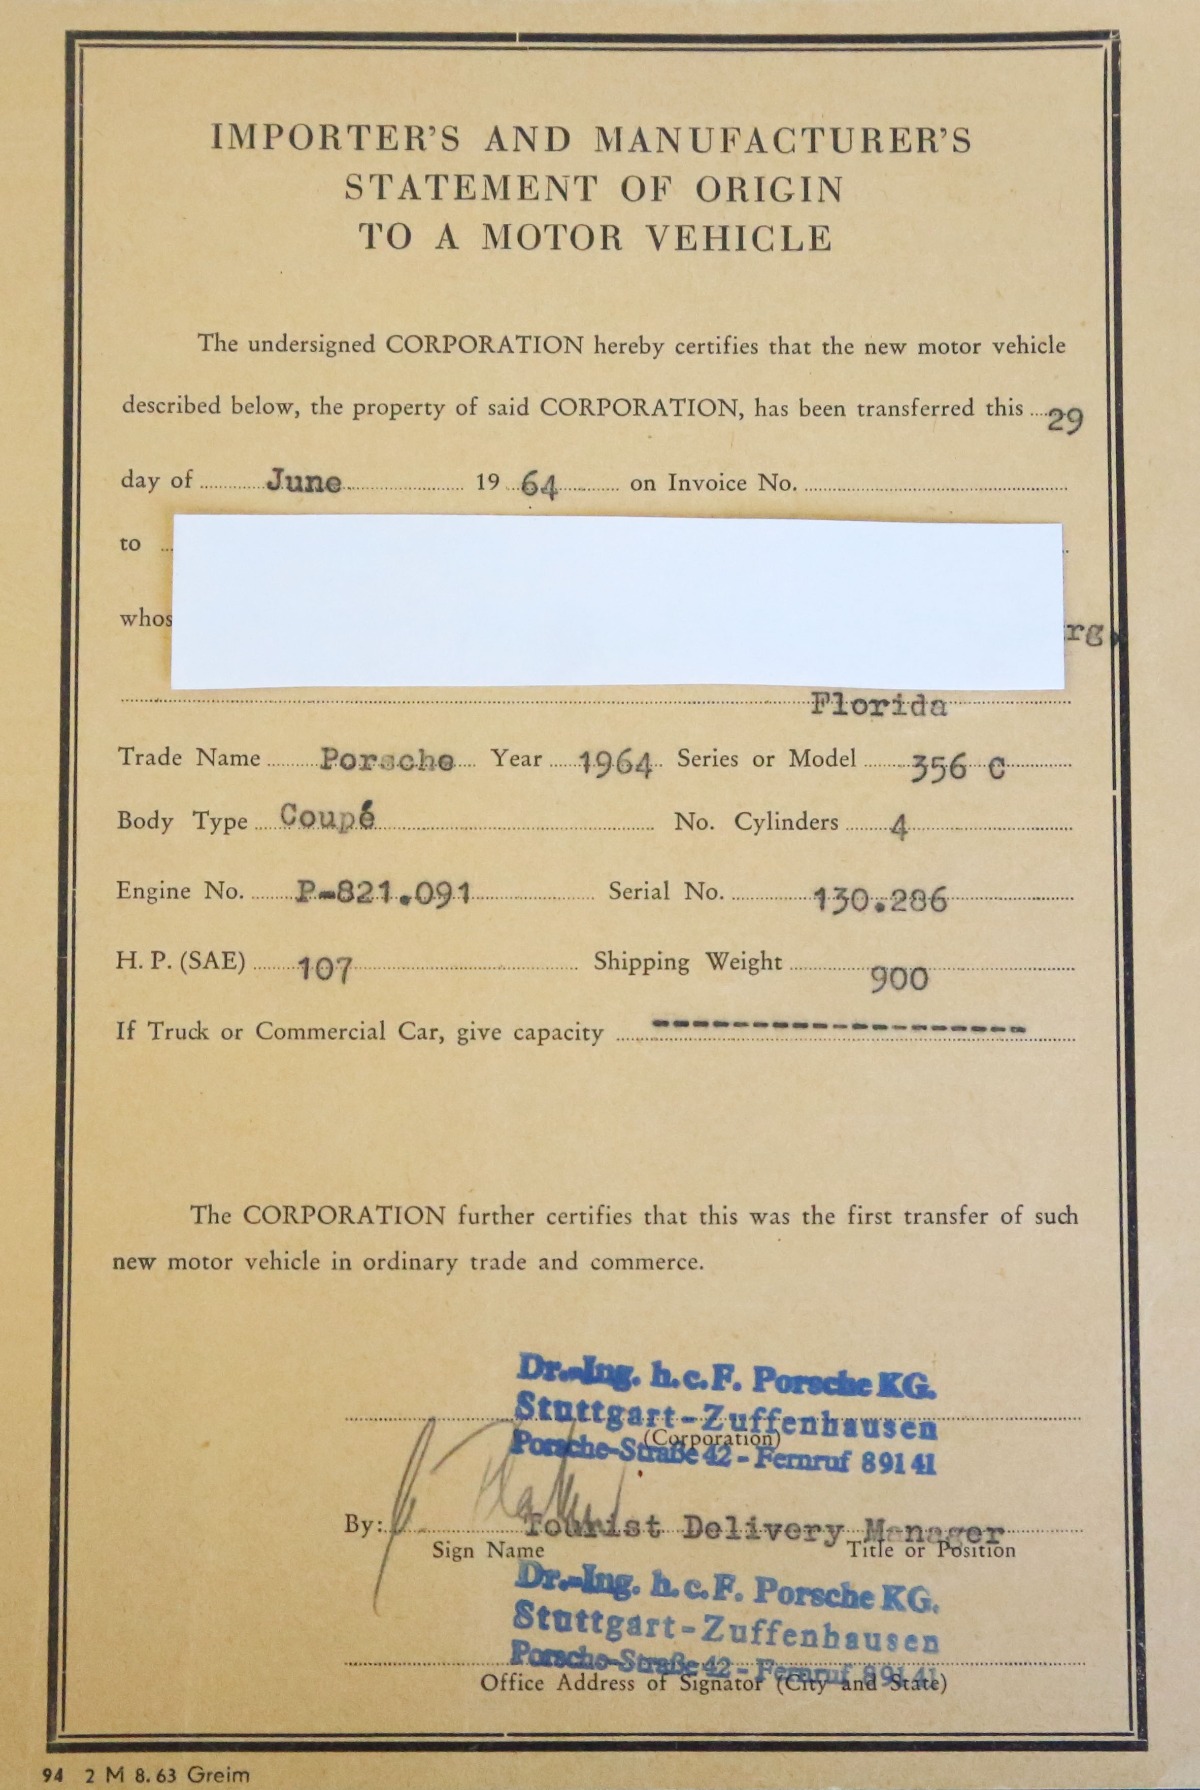 IMPORTER'S AND MANUFACTURER'S
STATEMENT OF ORIGIN
TO A MOTOR VEHICLE
The undersigned CORPORATION hereby certifies that the new motor vehicle
described below, the property of said CORPORATION, has been transferred this 29
day of June 19 64 on Invoice No.
to
rg,
Florida
Trade Name Porsche Year 1964 Series or Model 356 C
Body Type Coupé No. Cylinders 4
Engine No. P-821.091 Serial No. 130.286
H. P. (SAE) 107 Shipping Weight 900
If Truck or Commercial Car, give capacity --------------------
The CORPORATION further certifies that this was the first transfer of such
new motor vehicle in ordinary trade and commerce.
Dr.-Ing. h.c.F. Porsche KG.
Stuttgart-Zuffenhausen
(Corporation)
Porsche-Straße 42 - Fernruf 89141
By: Tourist Delivery Manager
Sign Name Title or Position
Dr.-Ing. h.c.F. Porsche KG.
Stuttgart-Zuffenhausen
Porsche-Straße 42 - Fernruf 89141
Office Address of Signator (City and State)
94 2 M 8.63 Greim